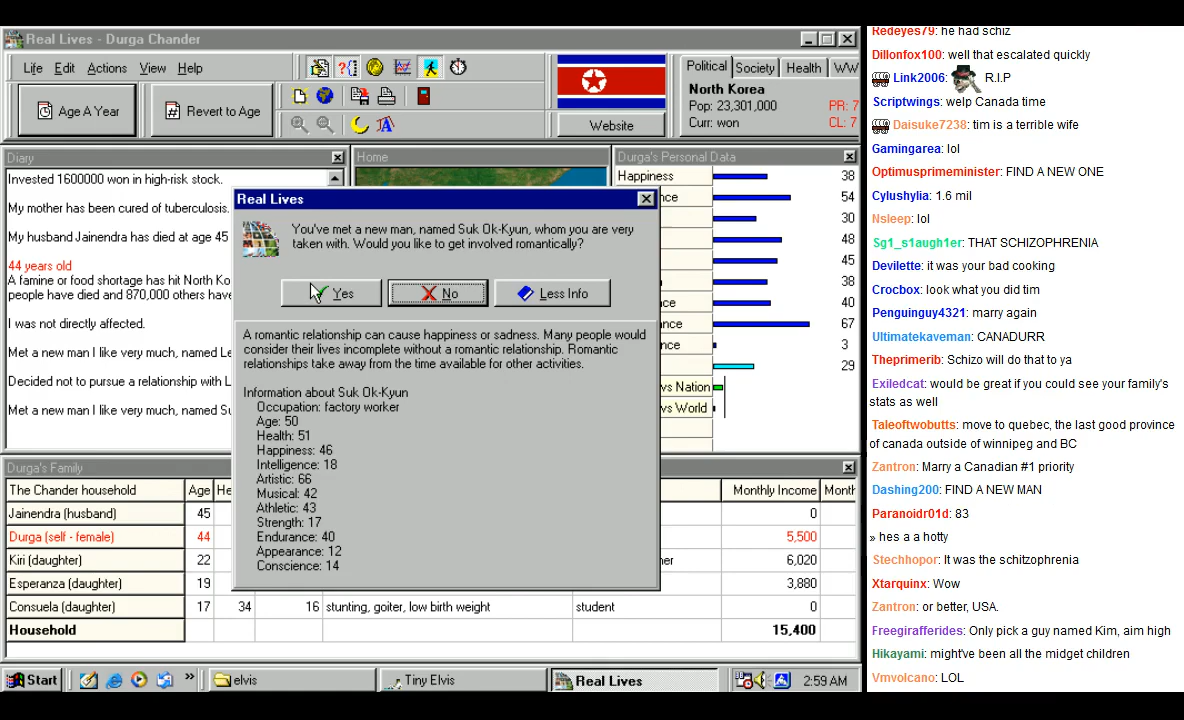 Real Lives - Durga Chander
Life Edit Actions View Help
Age A Year
Revert to Age
Website
Political Society Health WW
North Korea
Pop: 23,301,000 PR: 7
Curr: won CL: 7
Diary
Invested 1600000 won in high-risk stock.
My mother has been cured of tuberculosis.
My husband Jainendra has died at age 45
44 years old
A famine or food shortage has hit North Ko
people have died and 870,000 others have
I was not directly affected.
Met a new man I like very much, named Le
Decided not to pursue a relationship with L
Met a new man I like very much, named Su
Home
Durga's Personal Data
Happiness 38
nce 54
30
48
45
38
40
nce 67
nce 3
29
vs Nation
vs World
Real Lives
You've met a new man, named Suk Ok-Kyun, whom you are very
taken with. Would you like to get involved romantically?
Yes
No
Less Info
A romantic relationship can cause happiness or sadness. Many people would
consider their lives incomplete without a romantic relationship. Romantic
relationships take away from the time available for other activities.
Information about Suk Ok-Kyun
Occupation: factory worker
Age: 50
Health: 51
Happiness: 46
Intelligence: 18
Artistic: 66
Musical: 42
Athletic: 43
Strength: 17
Endurance: 40
Appearance: 12
Conscience: 14
Durga's Family
The Chander household Age He Monthly Income Month
Jainendra (husband) 45 0
Durga (self - female) 44 5,500
Kiri (daughter) 22 ner 6,020
Esperanza (daughter) 19 3,880
Consuela (daughter) 17 34 16 stunting, goiter, low birth weight student 0
Household 15,400
Start » elvis Tiny Elvis Real Lives 2:59 AM
Redeyes79: he had schiz
Dillonfox100: well that escalated quickly
Link2006: R.I.P
Scriptwings: welp Canada time
Daisuke7238: tim is a terrible wife
Gamingarea: lol
Optimusprimeminister: FIND A NEW ONE
Cylushylia: 1.6 mil
Nsleep: lol
Sg1_s1augh1er: THAT SCHIZOPHRENIA
Devilette: it was your bad cooking
Crocbox: look what you did tim
Penguinguy4321: marry again
Ultimatekaveman: CANADURR
Theprimerib: Schizo will do that to ya
Exiledcat: would be great if you could see your family's
stats as well
Taleoftwobutts: move to quebec, the last good province
of canada outside of winnipeg and BC
Zantron: Marry a Canadian #1 priority
Dashing200: FIND A NEW MAN
Paranoidr01d: 83
» hes a a hotty
Stechhopor: It was the schitzophrenia
Xtarquinx: Wow
Zantron: or better, USA.
Freegirafferides: Only pick a guy named Kim, aim high
Hikayami: might've been all the midget children
Vmvolcano: LOL